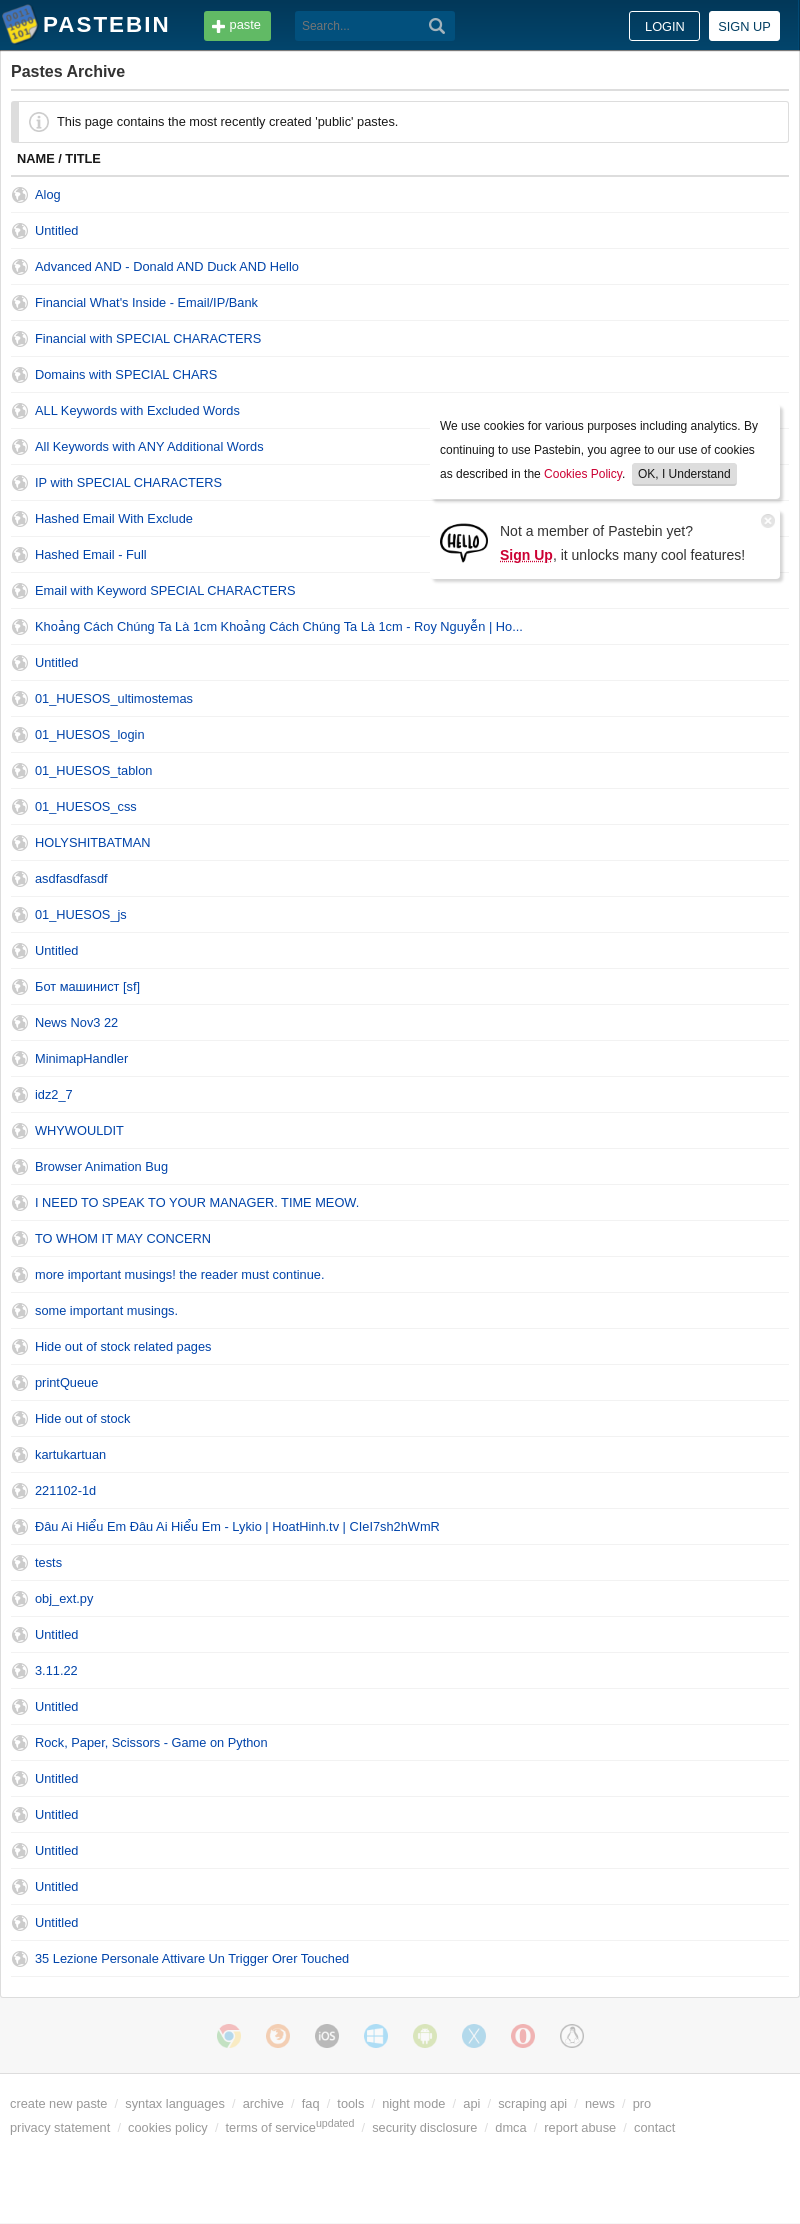 PASTEBIN
paste
Search...
LOGIN
SIGN UP
Pastes Archive
This page contains the most recently created 'public' pastes.
NAME / TITLE
Alog
Untitled
Advanced AND - Donald AND Duck AND Hello
Financial What's Inside - Email/IP/Bank
Financial with SPECIAL CHARACTERS
Domains with SPECIAL CHARS
ALL Keywords with Excluded Words
All Keywords with ANY Additional Words
IP with SPECIAL CHARACTERS
Hashed Email With Exclude
Hashed Email - Full
Email with Keyword SPECIAL CHARACTERS
We use cookies for various purposes including analytics. By
continuing to use Pastebin, you agree to our use of cookies
as described in the Cookies Policy. OK, I Understand
HELLO
Not a member of Pastebin yet?
Sign Up, it unlocks many cool features!
Khoảng Cách Chúng Ta Là 1cm Khoảng Cách Chúng Ta Là 1cm - Roy Nguyễn | Ho...
Untitled
01_HUESOS_ultimostemas
01_HUESOS_login
01_HUESOS_tablon
01_HUESOS_css
HOLYSHITBATMAN
asdfasdfasdf
01_HUESOS_js
Untitled
Бот машинист [sf]
News Nov3 22
MinimapHandler
idz2_7
WHYWOULDIT
Browser Animation Bug
I NEED TO SPEAK TO YOUR MANAGER. TIME MEOW.
TO WHOM IT MAY CONCERN
more important musings! the reader must continue.
some important musings.
Hide out of stock related pages
printQueue
Hide out of stock
kartukartuan
221102-1d
Đâu Ai Hiểu Em Đâu Ai Hiểu Em - Lykio | HoatHinh.tv | CIeI7sh2hWmR
tests
obj_ext.py
Untitled
3.11.22
Untitled
Rock, Paper, Scissors - Game on Python
Untitled
Untitled
Untitled
Untitled
Untitled
35 Lezione Personale Attivare Un Trigger Orer Touched
iOS
create new paste / syntax languages / archive / faq / tools / night mode / api / scraping api / news / pro
privacy statement / cookies policy / terms of service updated / security disclosure / dmca / report abuse / contact